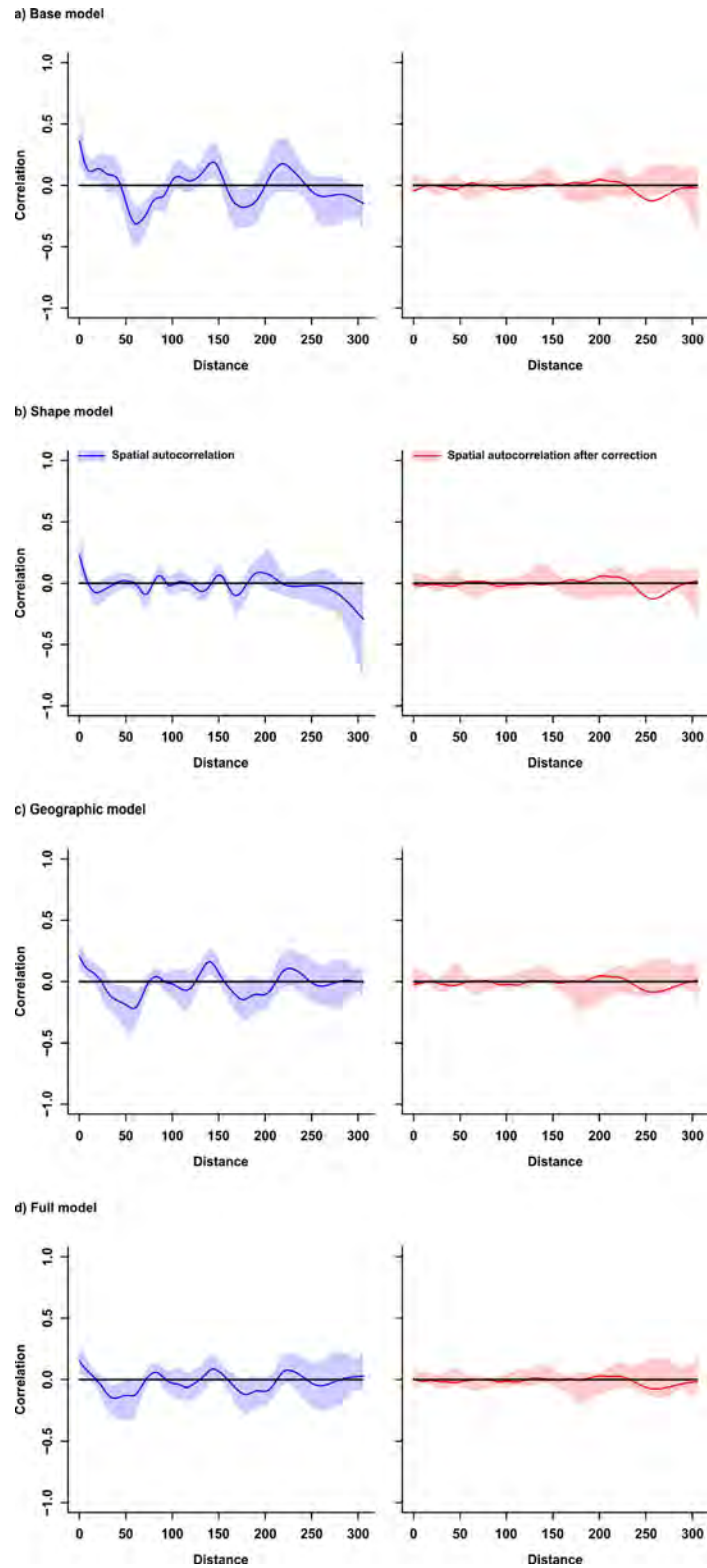 a) Base model
1.0
0.5
0.0
−0.5
−1.0
Correlation
0 50 100 150 200 250 300
0 50 100 150 200 250 300
Distance
Distance
b) Shape model
Spatial autocorrelation
Spatial autocorrelation after correction
1.0
0.5
0.0
−0.5
−1.0
Correlation
0 50 100 150 200 250 300
0 50 100 150 200 250 300
Distance
Distance
c) Geographic model
1.0
0.5
0.0
−0.5
−1.0
Correlation
0 50 100 150 200 250 300
0 50 100 150 200 250 300
Distance
Distance
d) Full model
1.0
0.5
0.0
−0.5
−1.0
Correlation
0 50 100 150 200 250 300
0 50 100 150 200 250 300
Distance
Distance